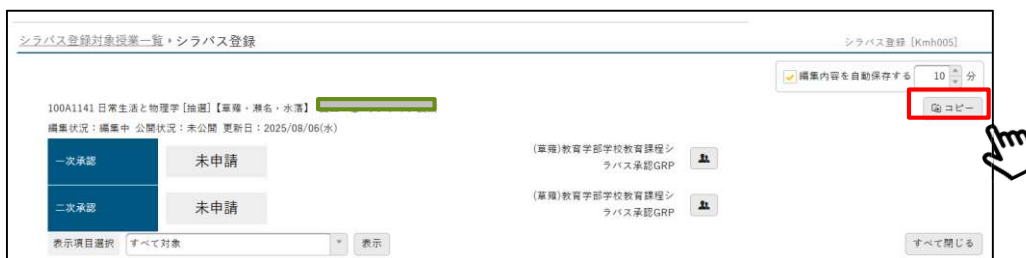 シラバス登録対象授業一覧 › シラバス登録
シラバス登録 [Kmh005]
編集内容を自動保存する 10 分
100A1141 日常生活と物理学 [抽選]【草薙・瀬名・水落】
コピー
編集状況：編集中 公開状況：未公開 更新日：2025/08/06(水)
一次承認 未申請 (草薙)教育学部学校教育課程シ
ラバス承認GRP
二次承認 未申請 (草薙)教育学部学校教育課程シ
ラバス承認GRP
表示項目選択 すべて対象 表示 すべて閉じる